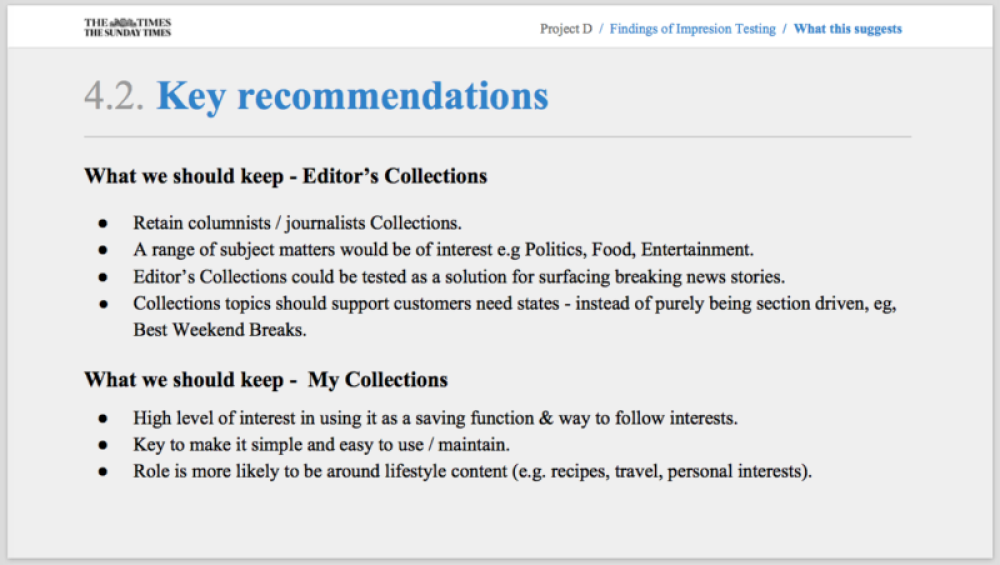 THE TIMES
THE SUNDAY TIMES
Project D / Findings of Impresion Testing / What this suggests
4.2. Key recommendations
What we should keep - Editor’s Collections
● Retain columnists / journalists Collections.
● A range of subject matters would be of interest e.g Politics, Food, Entertainment.
● Editor’s Collections could be tested as a solution for surfacing breaking news stories.
● Collections topics should support customers need states - instead of purely being section driven, eg,
Best Weekend Breaks.
What we should keep -  My Collections
● High level of interest in using it as a saving function & way to follow interests.
● Key to make it simple and easy to use / maintain.
● Role is more likely to be around lifestyle content (e.g. recipes, travel, personal interests).